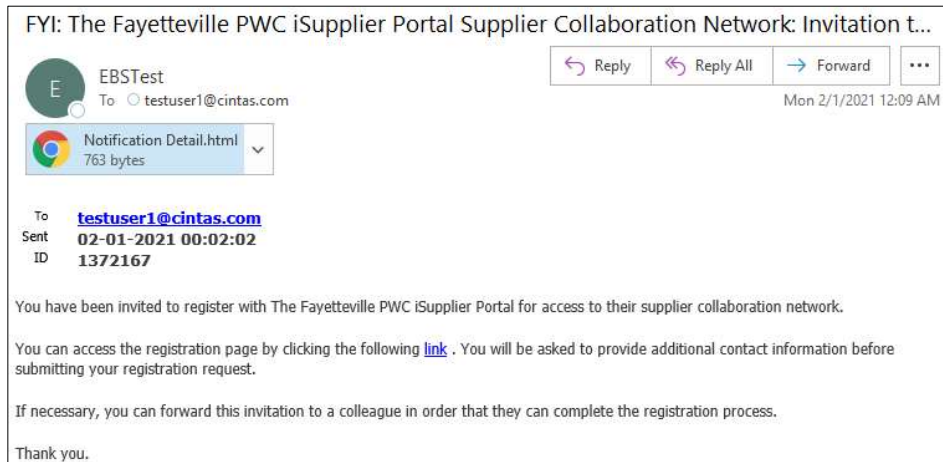 FYI: The Fayetteville PWC iSupplier Portal Supplier Collaboration Network: Invitation t...
E
EBSTest
To testuser1@cintas.com
Reply
Reply All
Forward
...
Mon 2/1/2021 12:09 AM
Notification Detail.html
763 bytes
To testuser1@cintas.com
Sent 02-01-2021 00:02:02
ID 1372167
You have been invited to register with The Fayetteville PWC iSupplier Portal for access to their supplier collaboration network.
You can access the registration page by clicking the following link . You will be asked to provide additional contact information before
submitting your registration request.
If necessary, you can forward this invitation to a colleague in order that they can complete the registration process.
Thank you.